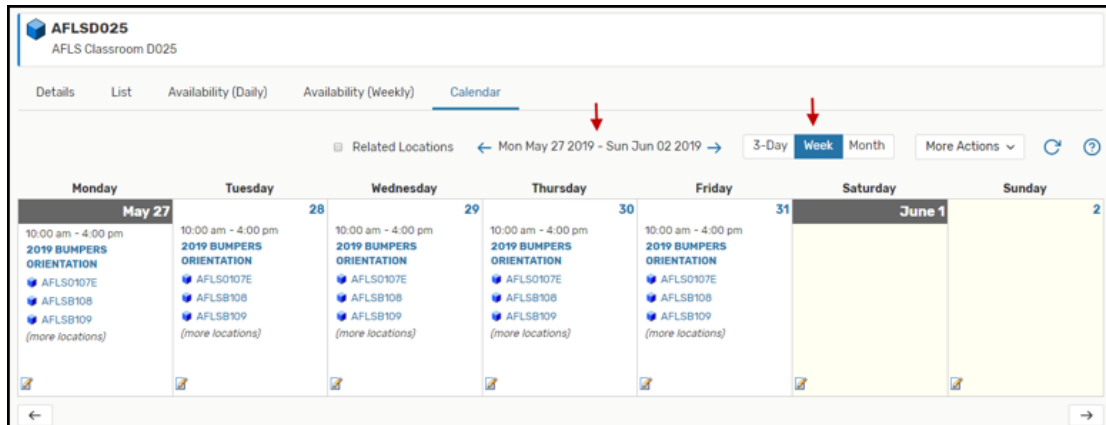 AFLSD025
AFLS Classroom D025
Details List Availability (Daily) Availability (Weekly) Calendar
Related Locations ← Mon May 27 2019 - Sun Jun 02 2019 → 3-Day Week Month More Actions
Monday Tuesday Wednesday Thursday Friday Saturday Sunday
May 27 28 29 30 31 June 1 2
10:00 am - 4:00 pm 10:00 am - 4:00 pm 10:00 am - 4:00 pm 10:00 am - 4:00 pm 10:00 am - 4:00 pm
2019 BUMPERS 2019 BUMPERS 2019 BUMPERS 2019 BUMPERS 2019 BUMPERS
ORIENTATION ORIENTATION ORIENTATION ORIENTATION ORIENTATION
AFLS0107E AFLS0107E AFLS0107E AFLS0107E AFLS0107E
AFLSB108 AFLSB108 AFLSB108 AFLSB108 AFLSB108
AFLSB109 AFLSB109 AFLSB109 AFLSB109 AFLSB109
(more locations) (more locations) (more locations) (more locations) (more locations)